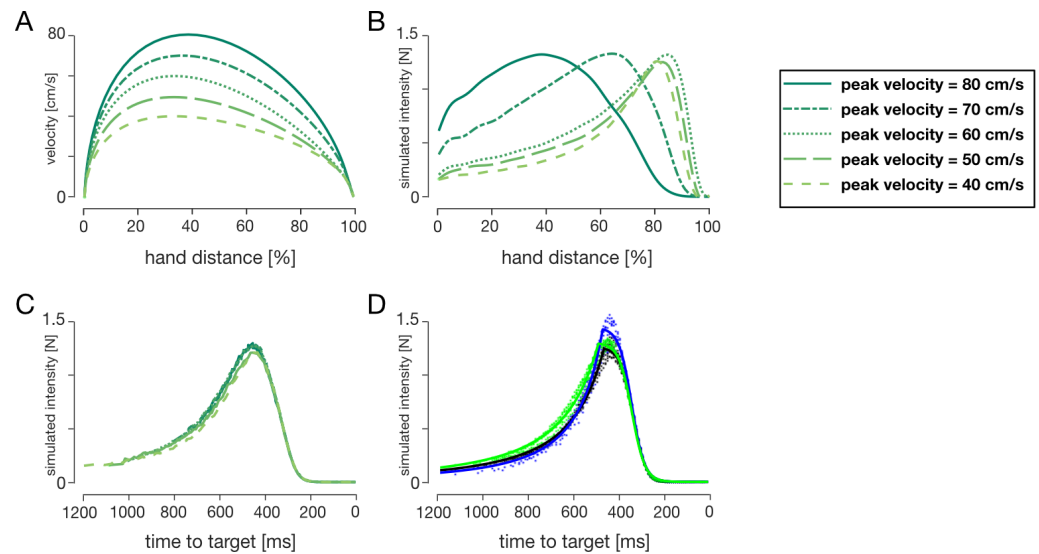 A
velocity [cm/s]
80
0
0 20 40 60 80 100
hand distance [%]
B
simulated intensity [N]
1.5
0
0 20 40 60 80 100
hand distance [%]
peak velocity = 80 cm/s
peak velocity = 70 cm/s
peak velocity = 60 cm/s
peak velocity = 50 cm/s
peak velocity = 40 cm/s
C
simulated intensity [N]
1.5
0
1200 1000 800 600 400 200 0
time to target [ms]
D
simulated intensity [N]
1.5
0
1200 1000 800 600 400 200 0
time to target [ms]